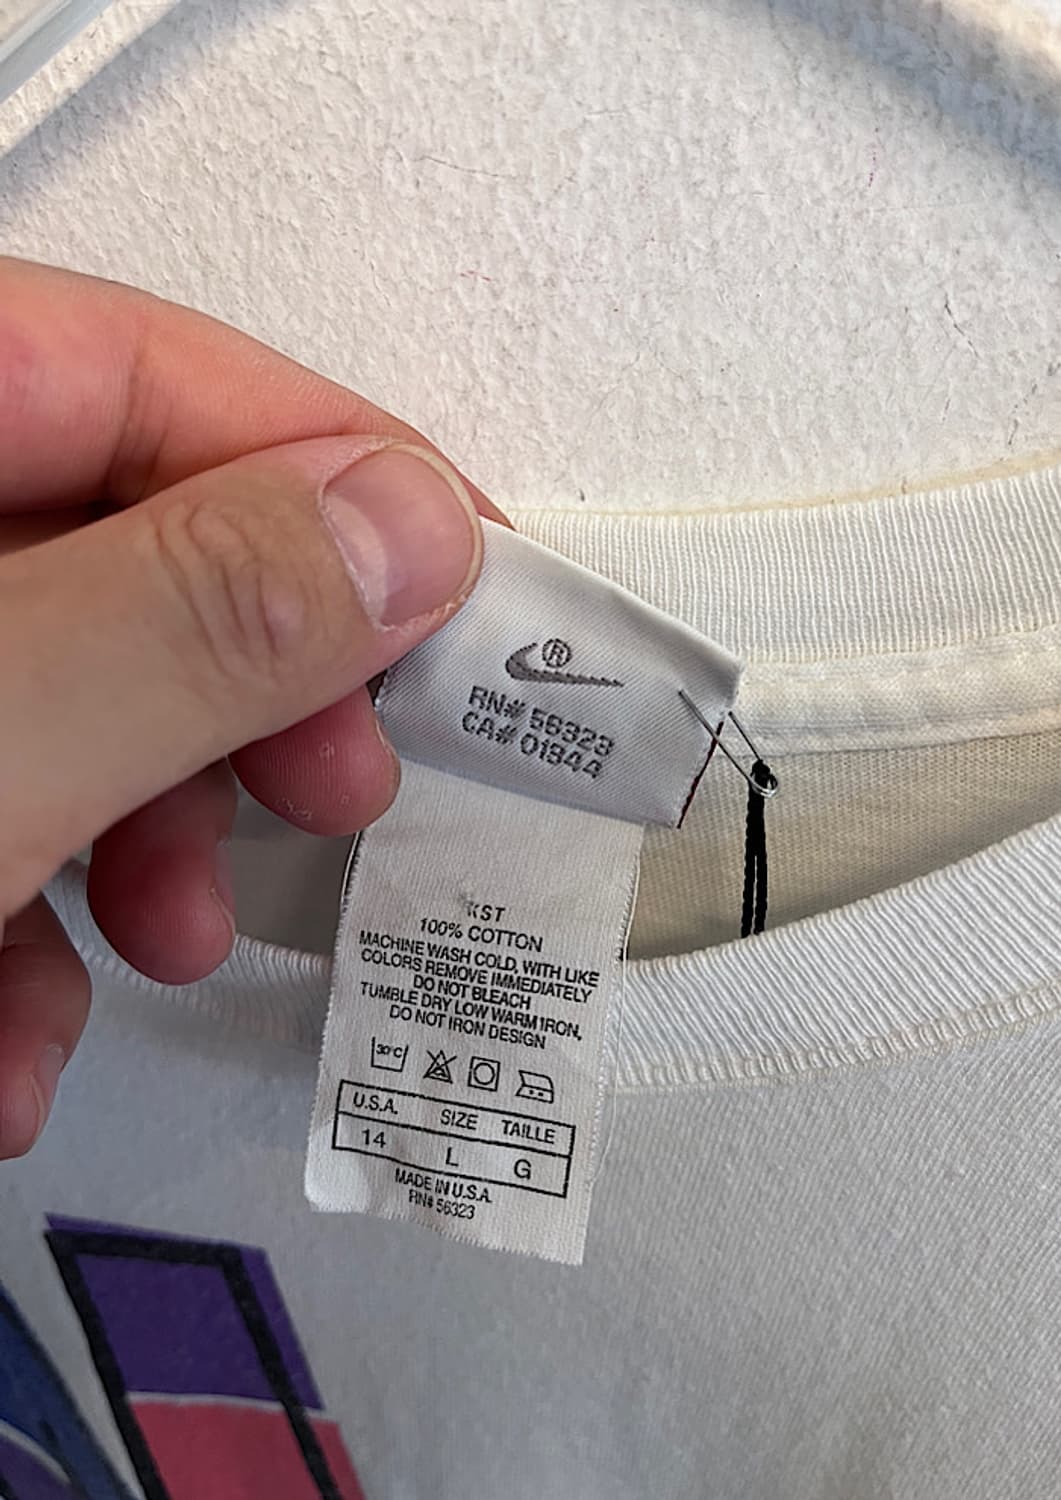 ®
RN# 56323
CA# 01344
KST
100% COTTON
MACHINE WASH COLD, WITH LIKE
COLORS REMOVE IMMEDIATELY
DO NOT BLEACH
TUMBLE DRY LOW WARM IRON,
DO NOT IRON DESIGN
30°C
U.S.A. SIZE TAILLE
14 L G
MADE IN U.S.A.
RN# 56323